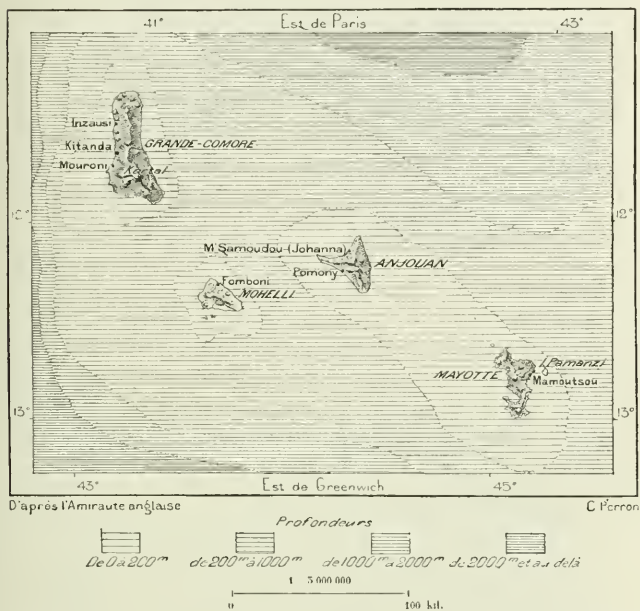 Est de Paris
41° 43°
Inzausi
Kitanda GRANDE-COMORE
Mouroni Kartal
12° 12°
M'Samoudou-(Johanna)
ANJOUAN
Pomony
Fomboni
MOHELLI
I. Pamanzi
MAYOTTE Mamoutsou
13° 13°
43° Est de Greenwich 45°
D'après l'Amirauté anglaise C Perron
Profondeurs
De 0 à 200m de 200m à 1000m de 1000m à 2000m de 2000m et au delà
1 3 000 000
0 100 kil.